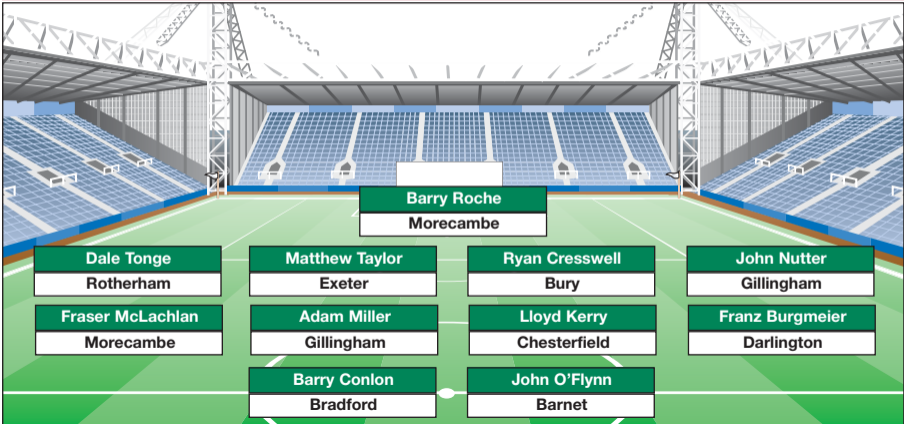 Barry Roche
Morecambe
Dale Tonge
Rotherham
Matthew Taylor
Exeter
Ryan Cresswell
Bury
John Nutter
Gillingham
Fraser McLachlan
Morecambe
Adam Miller
Gillingham
Lloyd Kerry
Chesterfield
Franz Burgmeier
Darlington
Barry Conlon
Bradford
John O'Flynn
Barnet